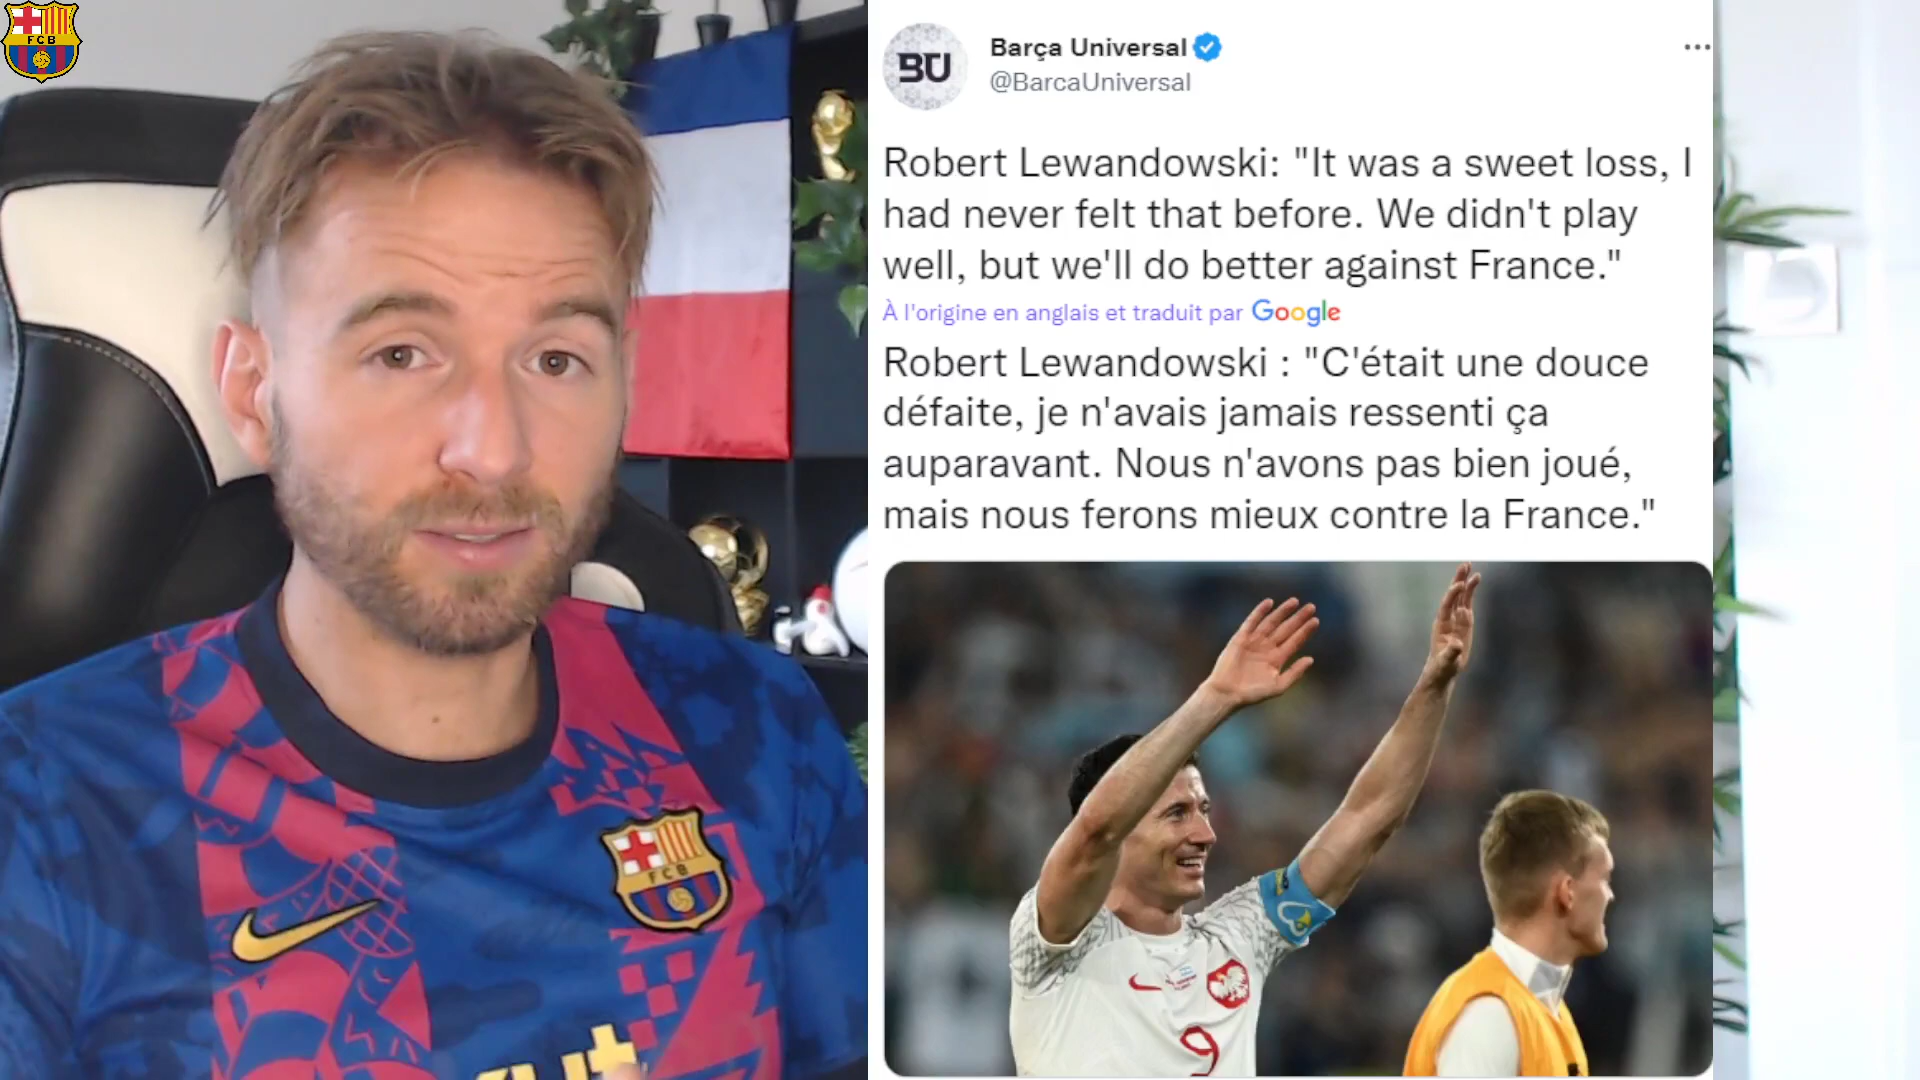 FCB
BU
Barça Universal
@BarcaUniversal
Robert Lewandowski: "It was a sweet loss, I
had never felt that before. We didn't play
well, but we'll do better against France."
À l'origine en anglais et traduit par Google
Robert Lewandowski : "C'était une douce
défaite, je n'avais jamais ressenti ça
auparavant. Nous n'avons pas bien joué,
mais nous ferons mieux contre la France."
FCB
9